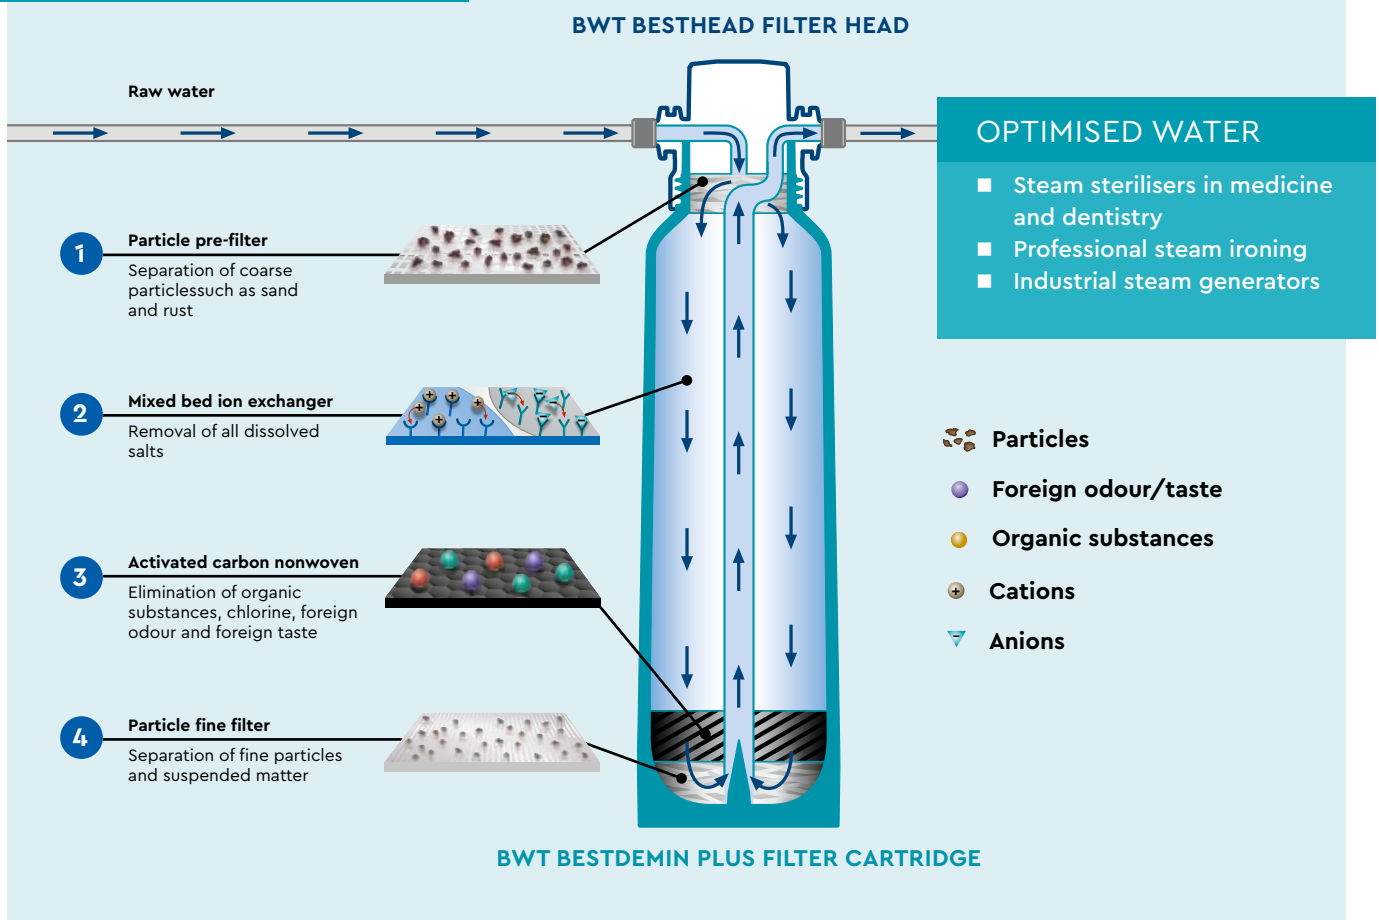 BWT BESTHEAD FILTER HEAD
Raw water
OPTIMISED WATER
Steam sterilisers in medicine
and dentistry
Professional steam ironing
Industrial steam generators
1
Particle pre-filter
Separation of coarse
particlessuch as sand
and rust
2
Mixed bed ion exchanger
Removal of all dissolved
salts
3
Activated carbon nonwoven
Elimination of organic
substances, chlorine, foreign
odour and foreign taste
4
Particle fine filter
Separation of fine particles
and suspended matter
Particles
Foreign odour/taste
Organic substances
Cations
Anions
BWT BESTDEMIN PLUS FILTER CARTRIDGE